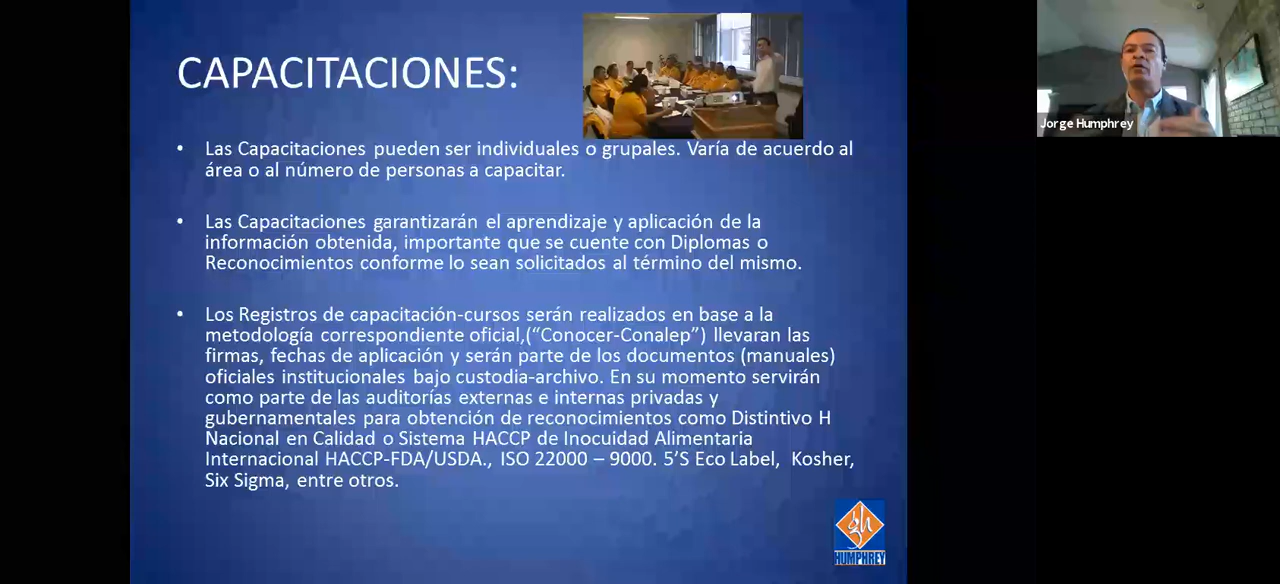 CAPACITACIONES:
Jorge Humphrey
• Las Capacitaciones pueden ser individuales o grupales. Varía de acuerdo al
área o al número de personas a capacitar.
• Las Capacitaciones garantizarán el aprendizaje y aplicación de la
información obtenida, importante que se cuente con Diplomas o
Reconocimientos conforme lo sean solicitados al término del mismo.
• Los Registros de capacitación-cursos serán realizados en base a la
metodología correspondiente oficial,(“Conocer-Conalep”) llevaran las
firmas, fechas de aplicación y serán parte de los documentos (manuales)
oficiales institucionales bajo custodia-archivo. En su momento servirán
como parte de las auditorías externas e internas privadas y
gubernamentales para obtención de reconocimientos como Distintivo H
Nacional en Calidad o Sistema HACCP de Inocuidad Alimentaria
Internacional HACCP-FDA/USDA., ISO 22000 – 9000. 5’S Eco Label, Kosher,
Six Sigma, entre otros.
gh
HUMPHREY